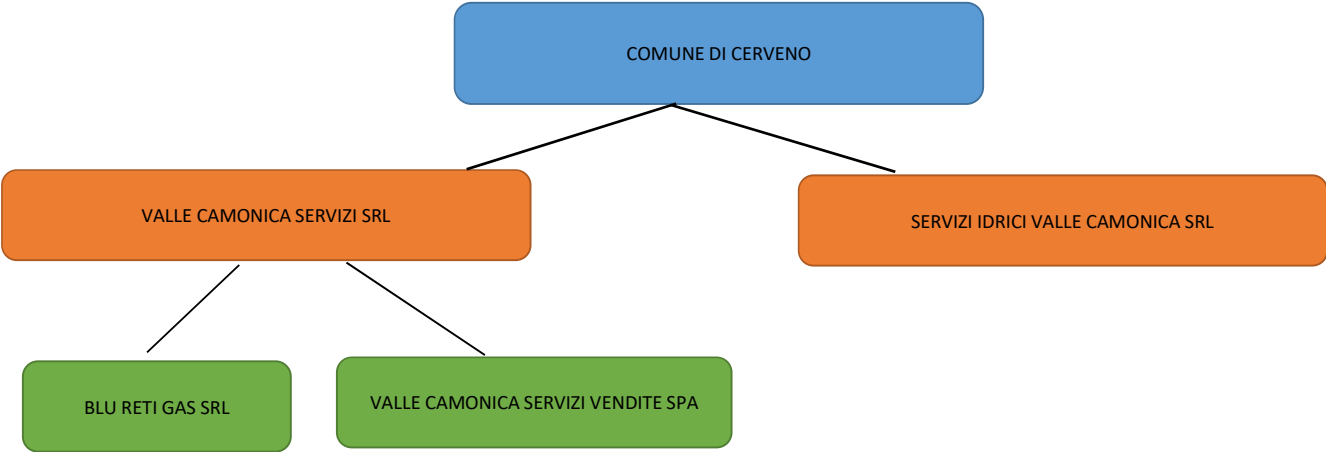 COMUNE DI CERVENO
VALLE CAMONICA SERVIZI SRL
SERVIZI IDRICI VALLE CAMONICA SRL
BLU RETI GAS SRL
VALLE CAMONICA SERVIZI VENDITE SPA